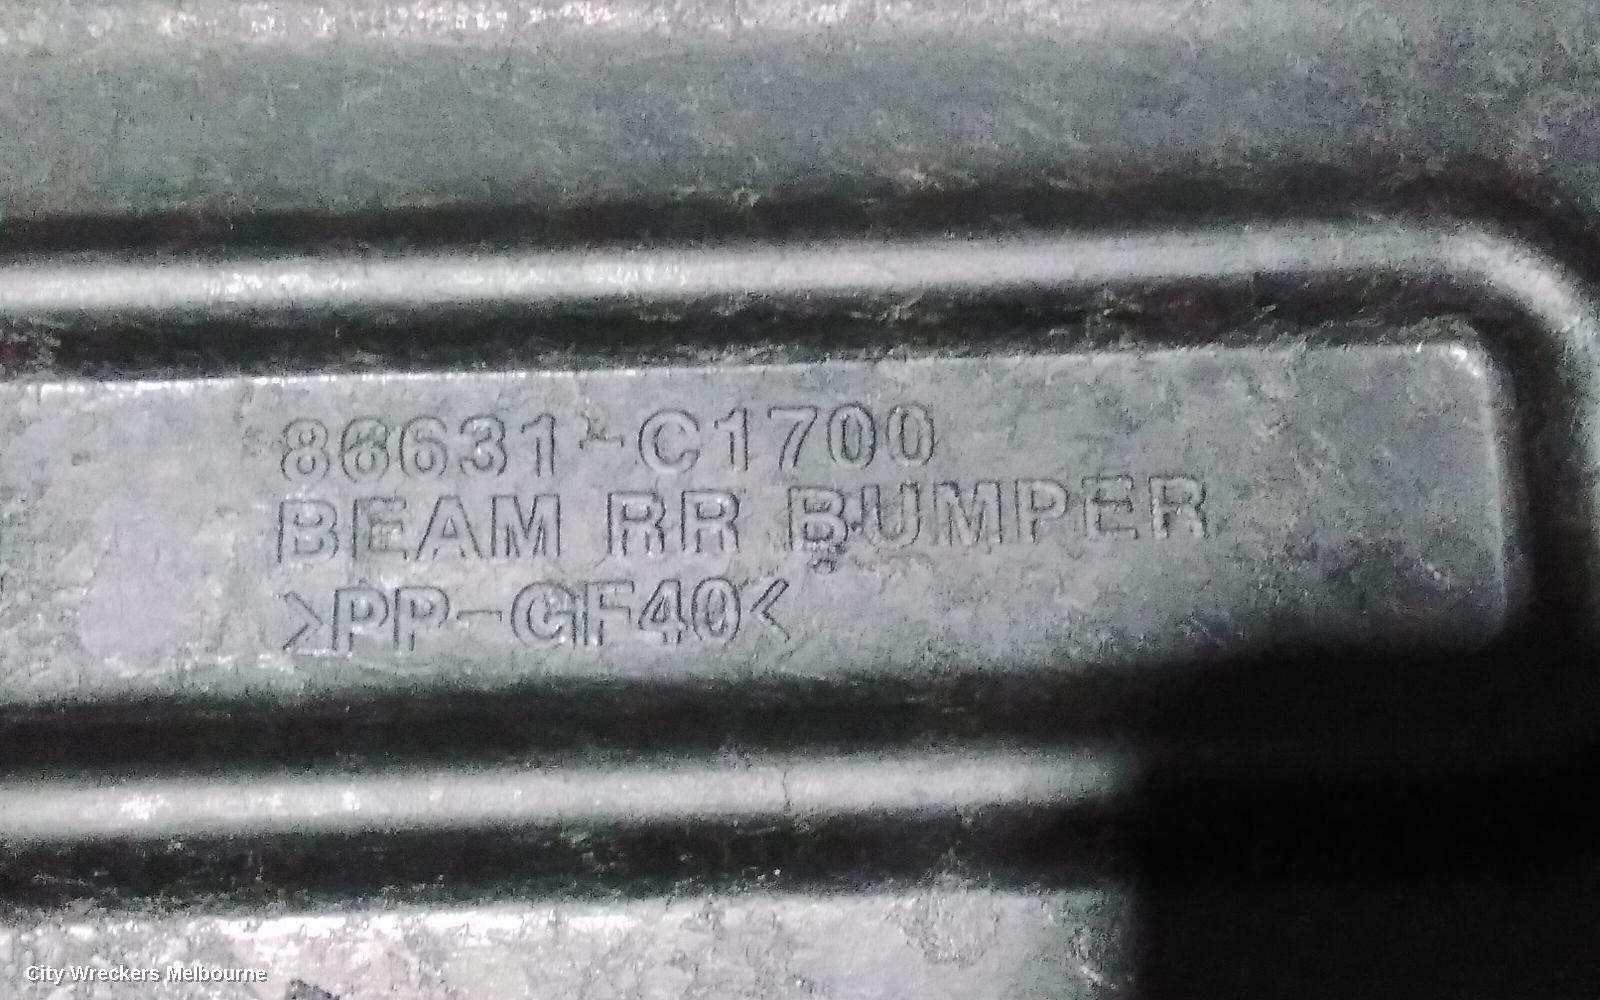 86631-C1700
BEAM RR BUMPER
>PP-GF40<
City Wreckers Melbourne